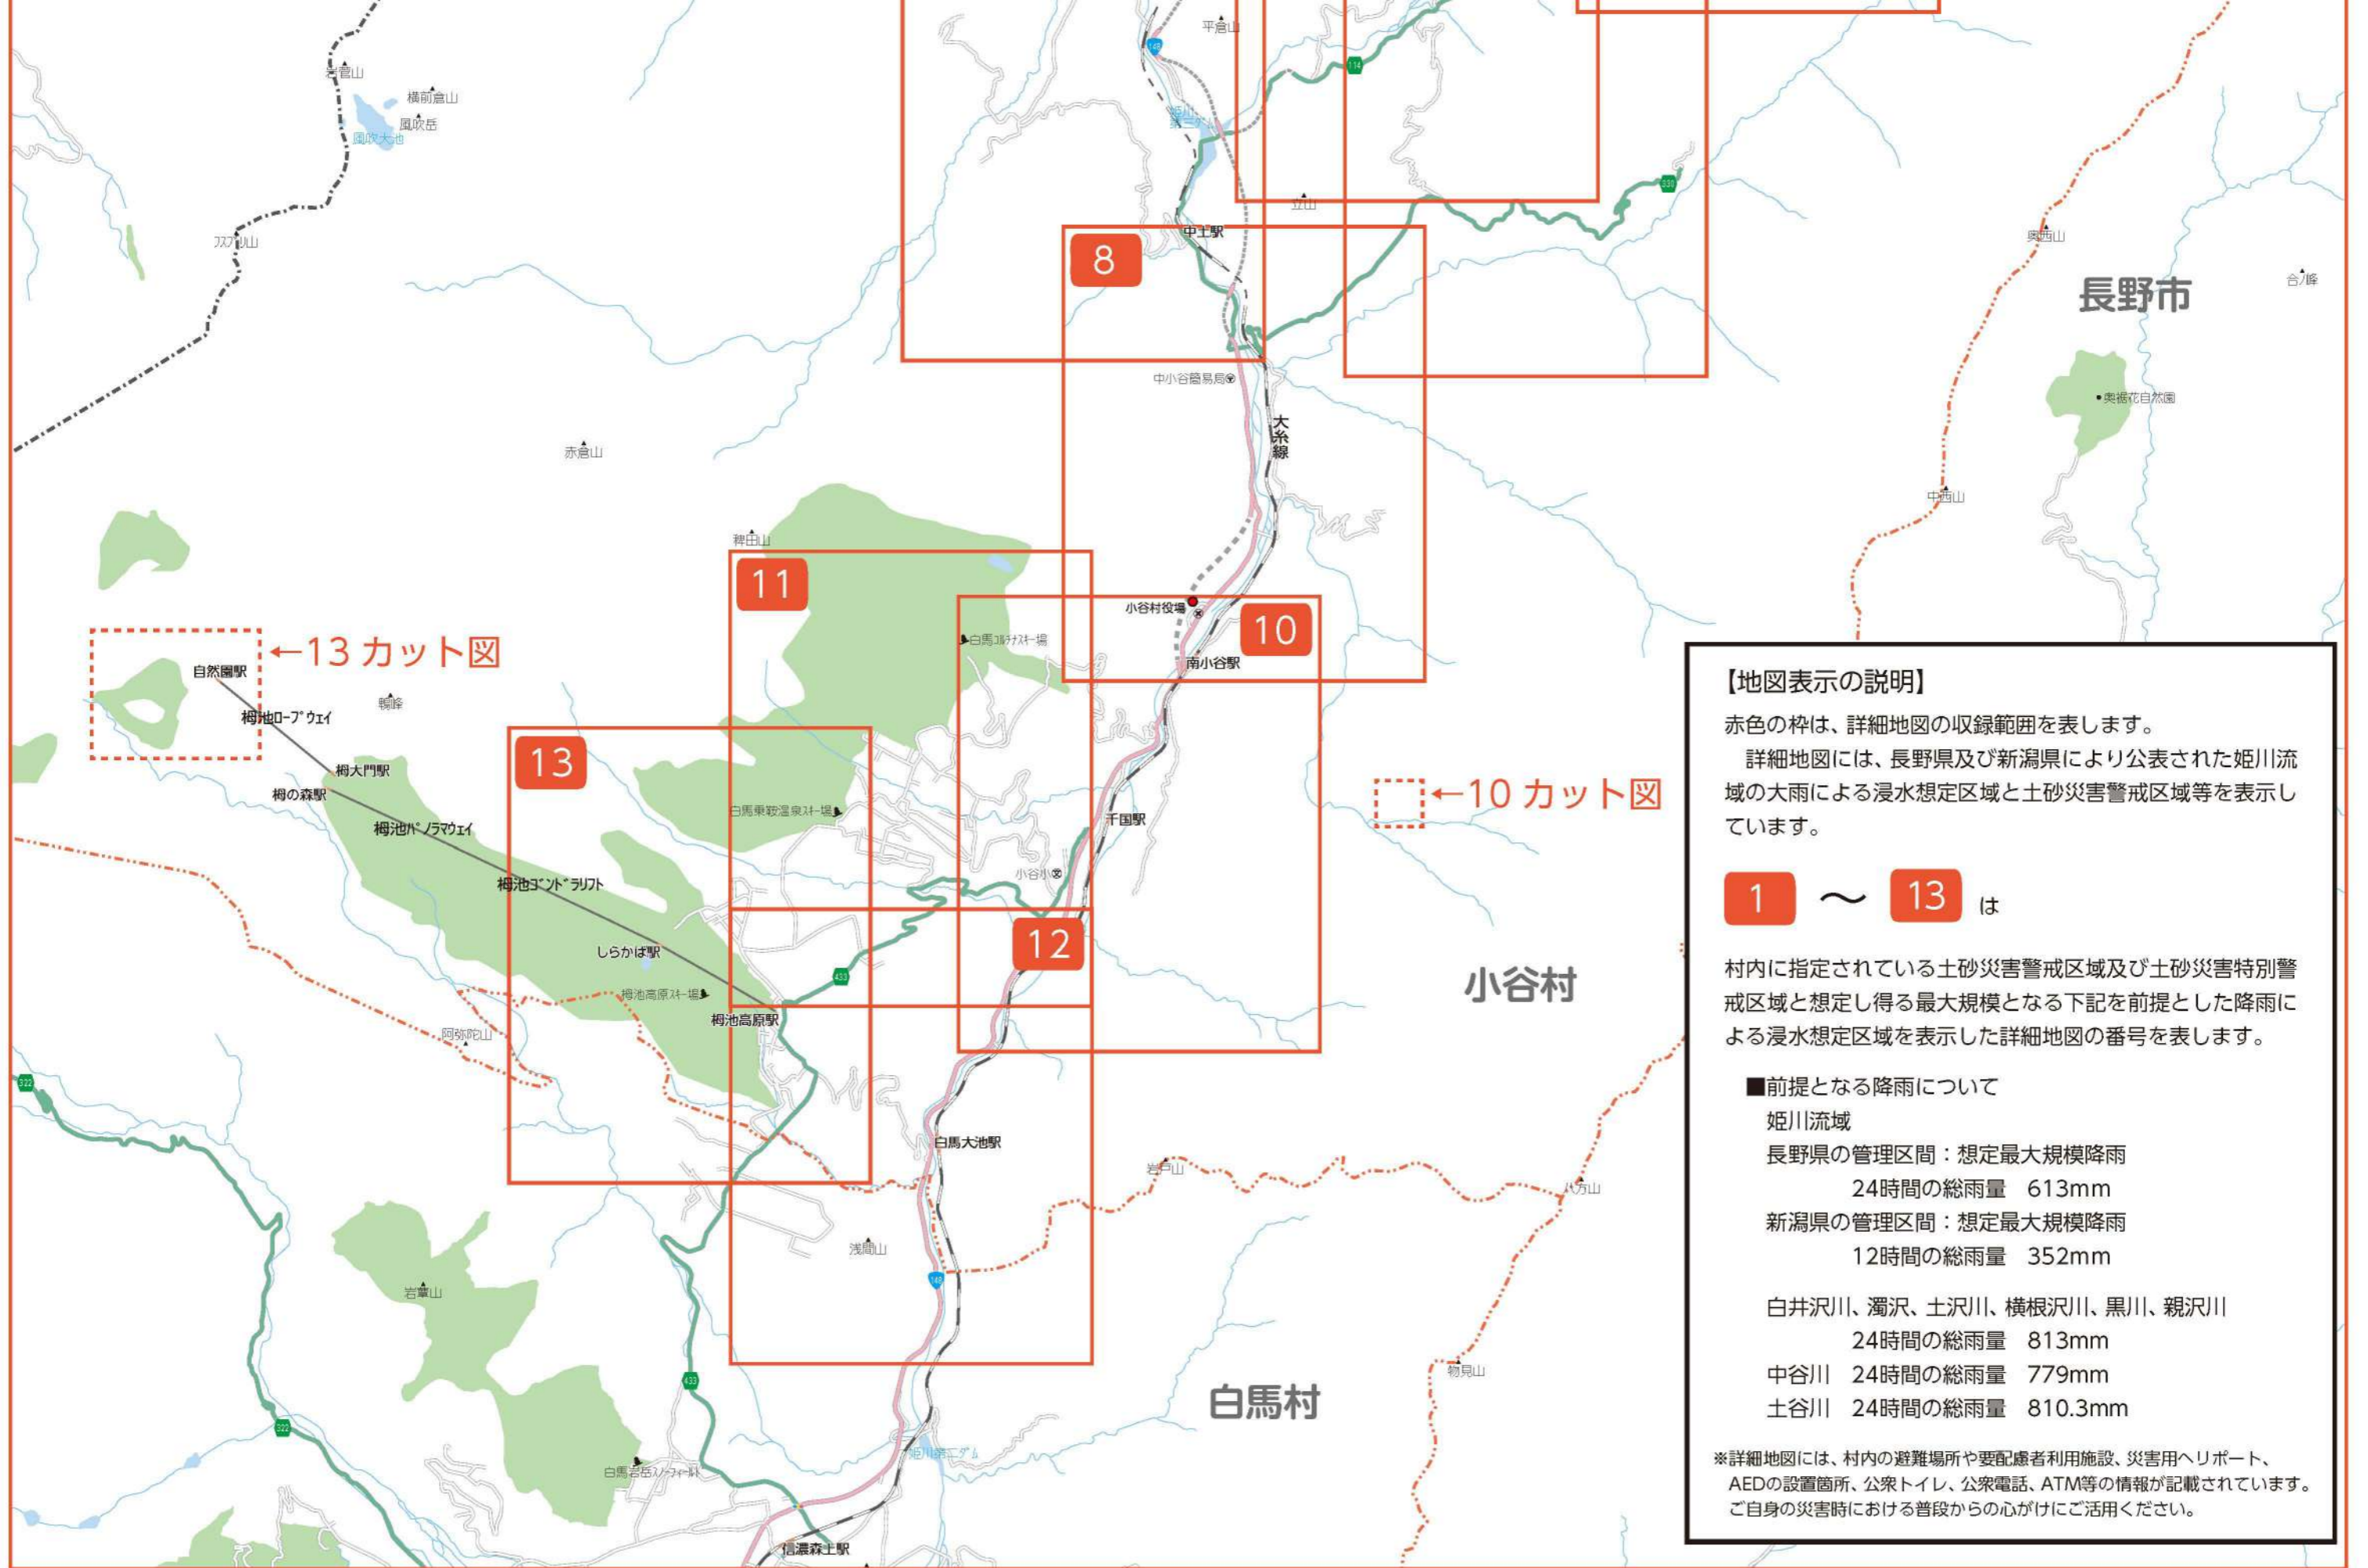 平倉山
148
114
岩菅山
横前倉山
風吹岳
風吹大池
姫川
第三ダム
330
立山
フスブリ山
中土駅
奥西山
8
長野市
合ノ峰
中小谷簡易局
奥裾花自然園
大糸線
赤倉山
中西山
稗田山
11
小谷村役場
10
白馬コルチナスキー場
南小谷駅
←13 カット図
自然園駅
鵯峰
栂池ロープウェイ
13
栂大門駅
栂の森駅
←10 カット図
白馬乗鞍温泉スキー場
千国駅
栂池パノラマウェイ
小谷小
栂池ゴンドラリフト
12
しらかば駅
433
小谷村
栂池高原スキー場
栂池高原駅
阿弥陀山
322
白馬大池駅
岩戸山
八方山
浅間山
148
岩蕈山
物見山
433
白馬村
322
姫川第二ダム
白馬岩岳スノーフィールド
信濃森上駅
【地図表示の説明】
赤色の枠は、詳細地図の収録範囲を表します。
詳細地図には、長野県及び新潟県により公表された姫川流
域の大雨による浸水想定区域と土砂災害警戒区域等を表示し
ています。
1 ～ 13 は
村内に指定されている土砂災害警戒区域及び土砂災害特別警
戒区域と想定し得る最大規模となる下記を前提とした降雨に
よる浸水想定区域を表示した詳細地図の番号を表します。
■前提となる降雨について
姫川流域
長野県の管理区間：想定最大規模降雨
24時間の総雨量 613mm
新潟県の管理区間：想定最大規模降雨
12時間の総雨量 352mm
白井沢川、濁沢、土沢川、横根沢川、黒川、親沢川
24時間の総雨量 813mm
中谷川 24時間の総雨量 779mm
土谷川 24時間の総雨量 810.3mm
※詳細地図には、村内の避難場所や要配慮者利用施設、災害用ヘリポート、
AEDの設置箇所、公衆トイレ、公衆電話、ATM等の情報が記載されています。
ご自身の災害時における普段からの心がけにご活用ください。